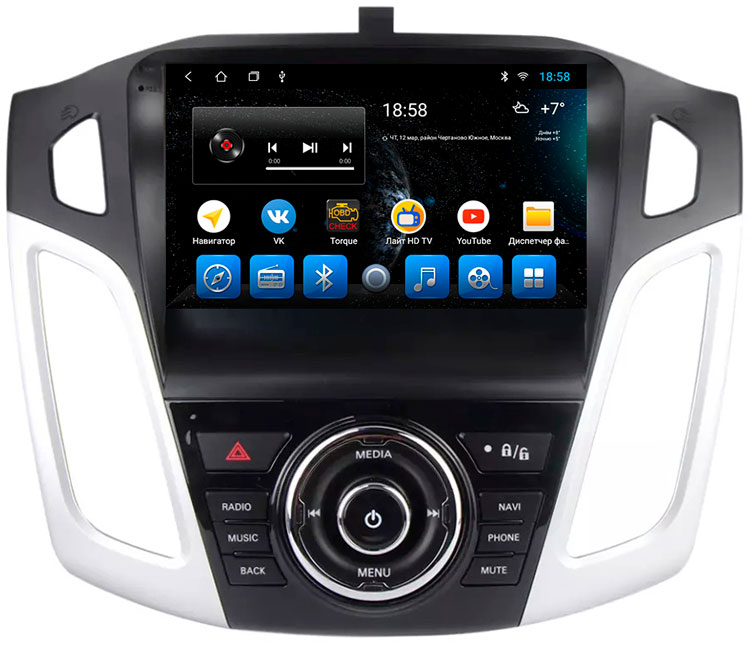 18:58
18:58
+7°
ЧТ, 12 мар, район Чертаново Южное, Москва
Днём +8°
Ночью +5°
0:00 0:00
OBD
CHECK
Навигатор VK Torque Лайт HD TV YouTube Диспетчер фа..
MEDIA
RADIO NAVI
MUSIC PHONE
BACK MENU MUTE